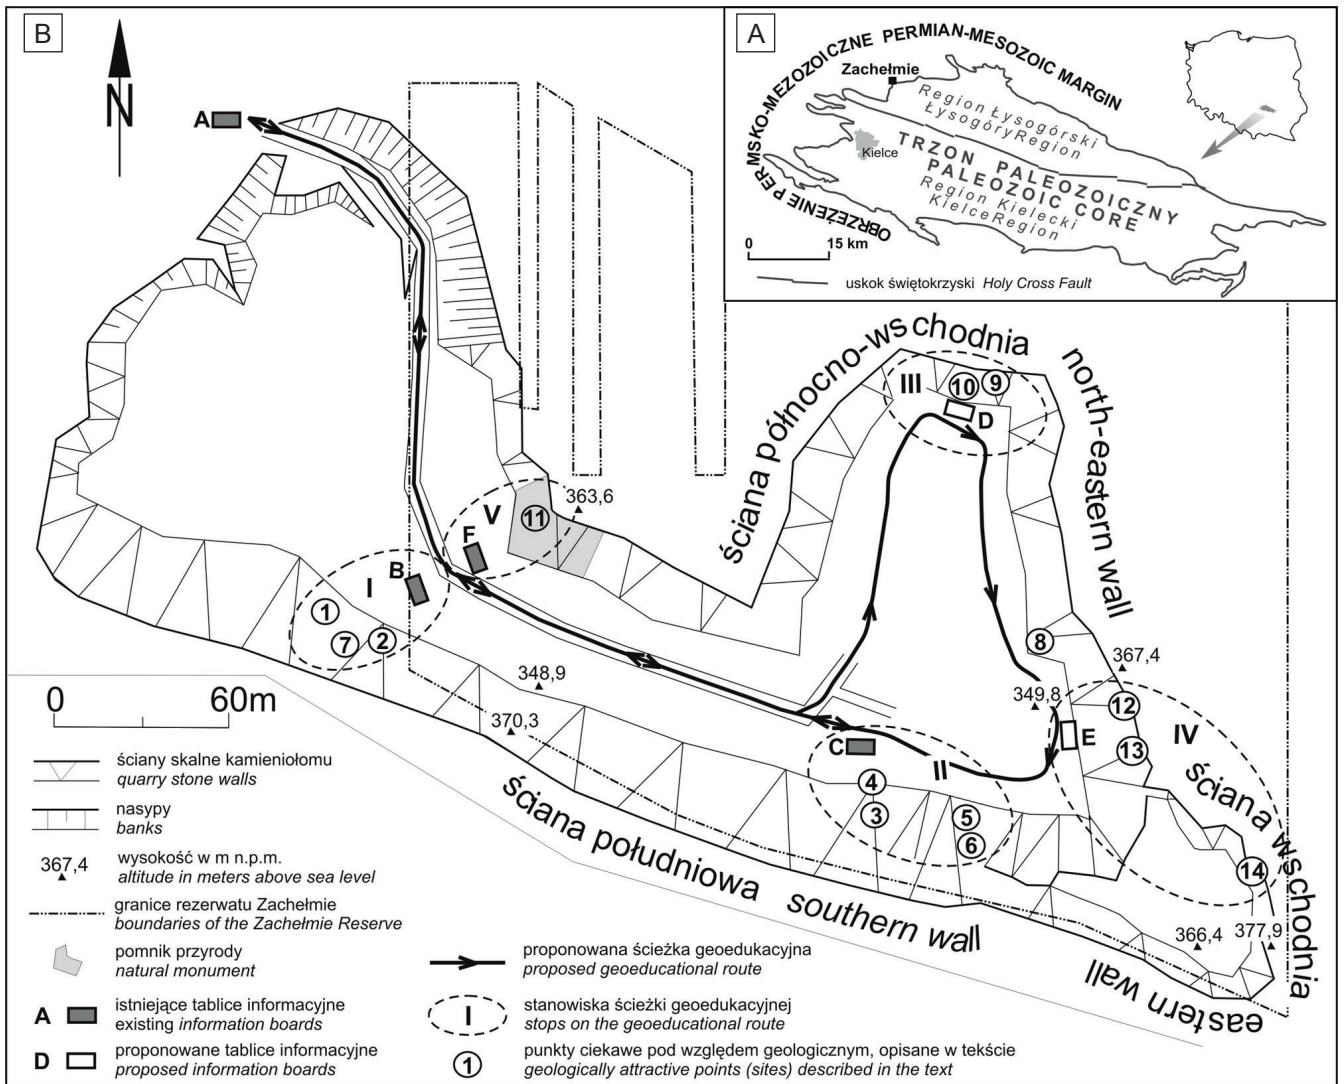 B
N
A
I
B
1
7
2
V
F
11
363,6
348,9
370,3
349,8
367,4
C
II
4
3
5
6
III
10
9
D
8
E
12
13
IV
14
366,4
377,9
ściana północno-wschodnia
north-eastern wall
ściana południowa southern wall
ściana wschodnia
eastern wall
A
OBRZEŻENIE PERMSKO-MEZOZOICZNE PERMIAN-MESOZOIC MARGIN
Zachełmie
Region Łysogórski
Łysogóry Region
Kielce
TRZON PALEOZOICZNY
PALEOZOIC CORE
Region Kielecki
Kielce Region
0 15 km
uskok świętokrzyski Holy Cross Fault
0 60m
ściany skalne kamieniołomu
quarry stone walls
nasypy
banks
367,4
wysokość w m n.p.m.
altitude in meters above sea level
granice rezerwatu Zachełmie
boundaries of the Zachełmie Reserve
pomnik przyrody
natural monument
A
istniejące tablice informacyjne
existing information boards
D
proponowane tablice informacyjne
proposed information boards
proponowana ścieżka geoedukacyjna
proposed geoeducational route
I
stanowiska ścieżki geoedukacyjnej
stops on the geoeducational route
1
punkty ciekawe pod względem geologicznym, opisane w tekście
geologically attractive points (sites) described in the text